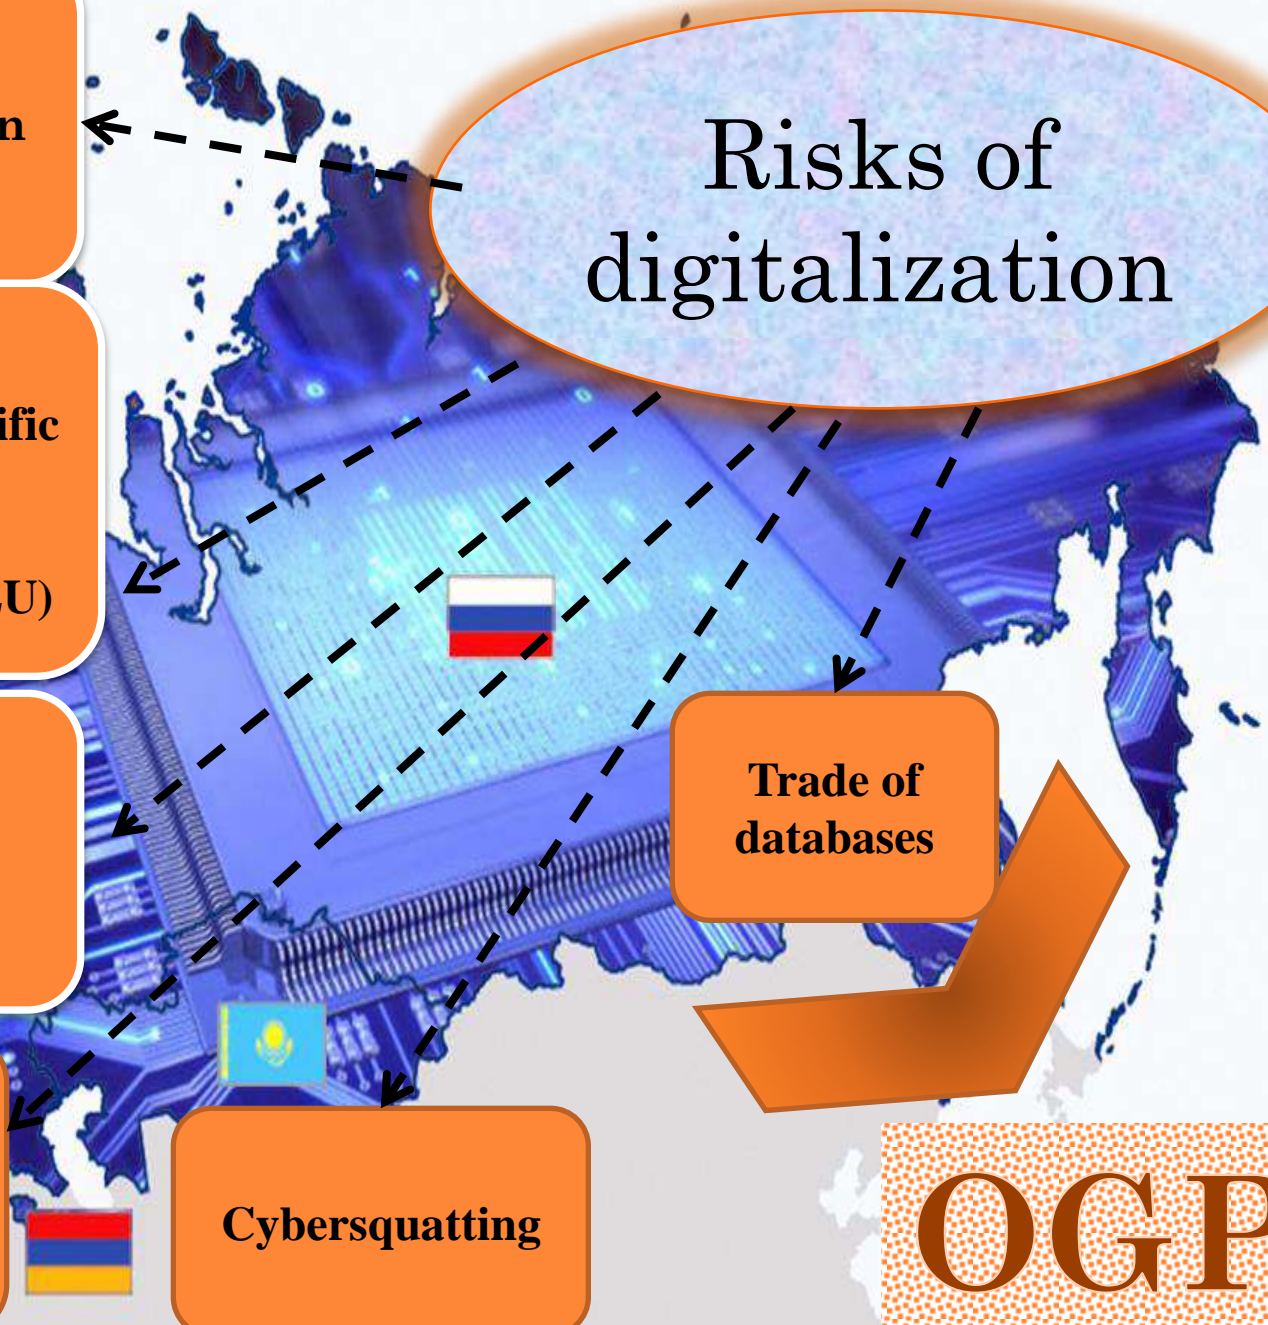 Risks of
digitalization
Trade of
databases
Cybersquatting
OGP